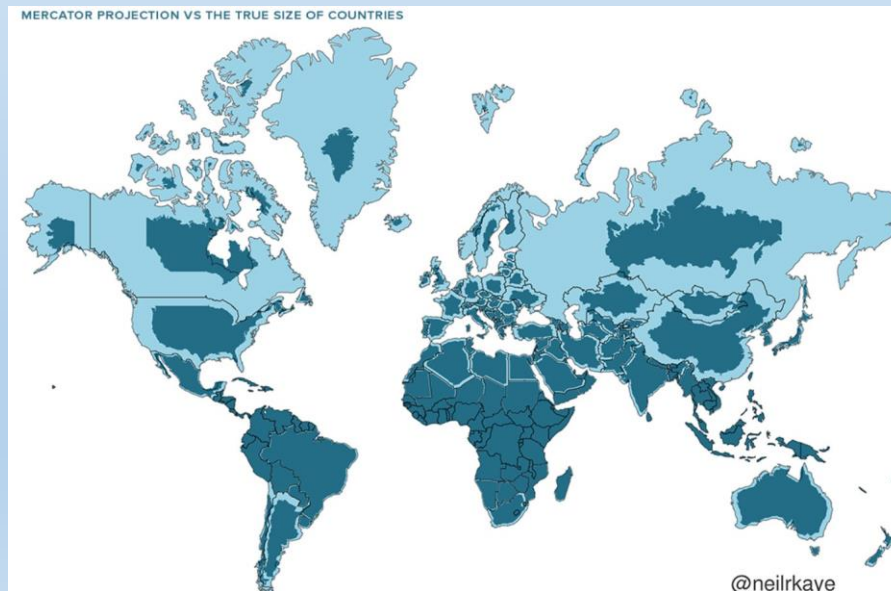 MERCATOR PROJECTION VS THE TRUE SIZE OF COUNTRIES
@neilrkaye